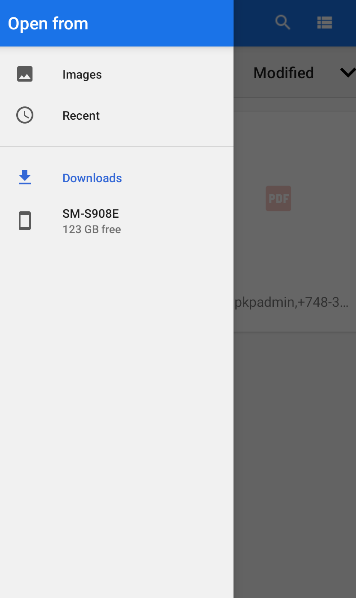 Open from
Images
Recent
Downloads
SM-S908E
123 GB free
Modified
PDF
pkpadmin,+748-3...